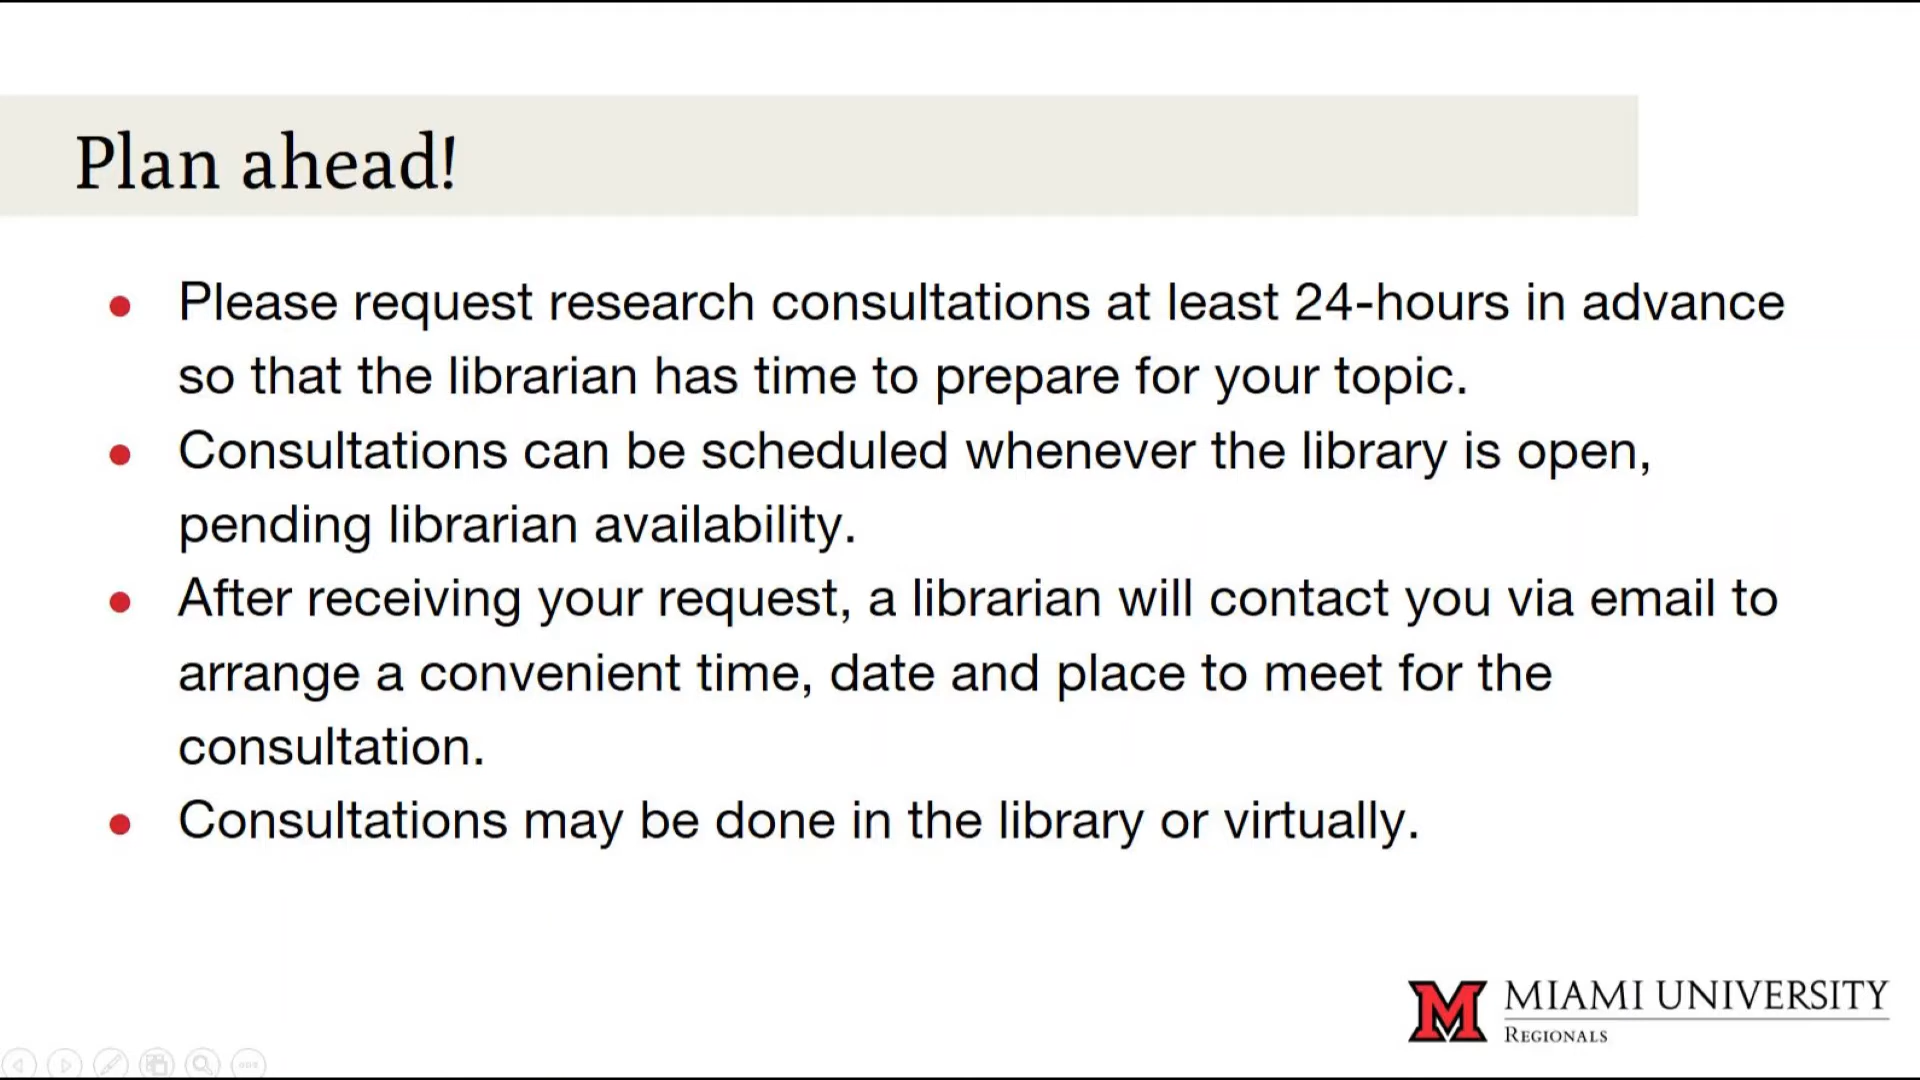 Plan ahead!
Please request research consultations at least 24-hours in advance
so that the librarian has time to prepare for your topic.
Consultations can be scheduled whenever the library is open,
pending librarian availability.
After receiving your request, a librarian will contact you via email to
arrange a convenient time, date and place to meet for the
consultation.
Consultations may be done in the library or virtually.
M MIAMI UNIVERSITY
REGIONALS